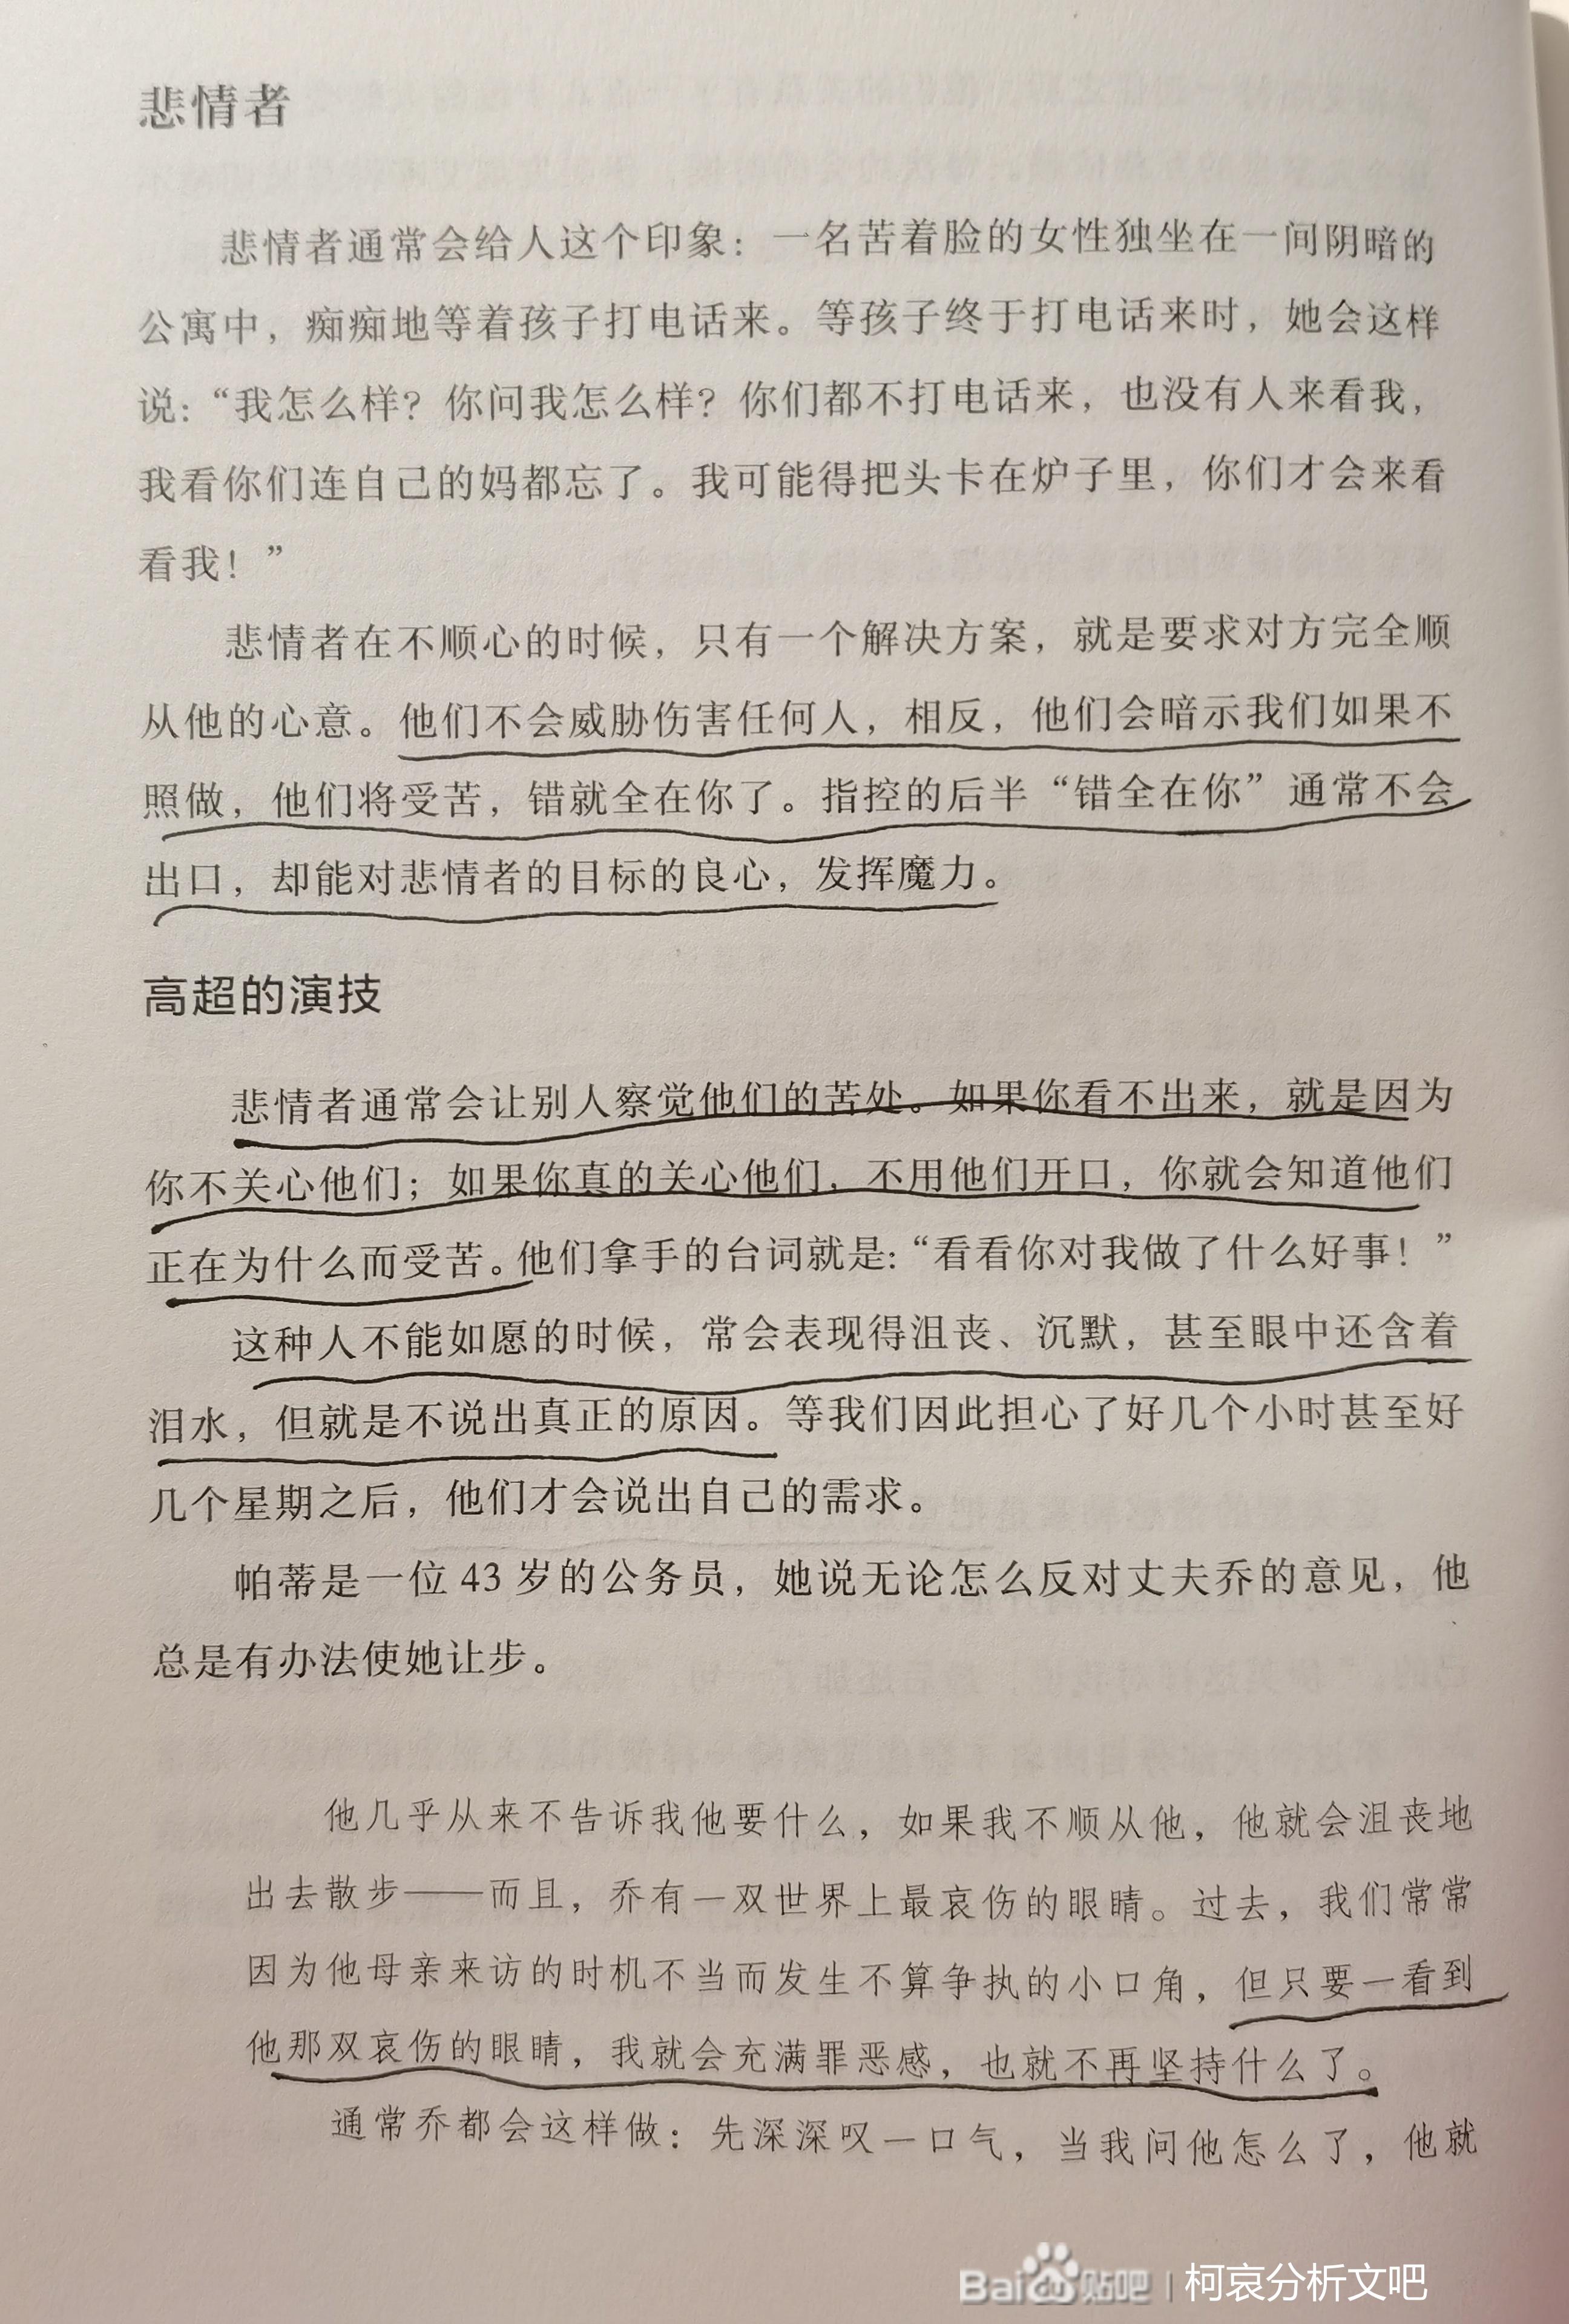 悲情者
悲情者通常会给人这个印象：一名苦着脸的女性独坐在一间阴暗的
公寓中，痴痴地等着孩子打电话来。等孩子终于打电话来时，她会这样
说：“我怎么样？你问我怎么样？你们都不打电话来，也没有人来看我，
我看你们连自己的妈都忘了。我可能得把头卡在炉子里，你们才会来看
看我！”
悲情者在不顺心的时候，只有一个解决方案，就是要求对方完全顺
从他的心意。他们不会威胁伤害任何人，相反，他们会暗示我们如果不
照做，他们将受苦，错就全在你了。指控的后半“错全在你”通常不会
出口，却能对悲情者的目标的良心，发挥魔力。
高超的演技
悲情者通常会让别人察觉他们的苦处。如果你看不出来，就是因为
你不关心他们；如果你真的关心他们，不用他们开口，你就会知道他们
正在为什么而受苦。他们拿手的台词就是：“看看你对我做了什么好事！”
这种人不能如愿的时候，常会表现得沮丧、沉默，甚至眼中还含着
泪水，但就是不说出真正的原因。等我们因此担心了好几个小时甚至好
几个星期之后，他们才会说出自己的需求。
帕蒂是一位 43 岁的公务员，她说无论怎么反对丈夫乔的意见，他
总是有办法使她让步。
他几乎从来不告诉我他要什么，如果我不顺从他，他就会沮丧地
出去散步——而且，乔有一双世界上最哀伤的眼睛。过去，我们常常
因为他母亲来访的时机不当而发生不算争执的小口角，但只要一看到
他那双哀伤的眼睛，我就会充满罪恶感，也就不再坚持什么了。
通常乔都会这样做：先深深叹一口气，当我问他怎么了，他就
Baidu贴吧 | 柯哀分析文吧